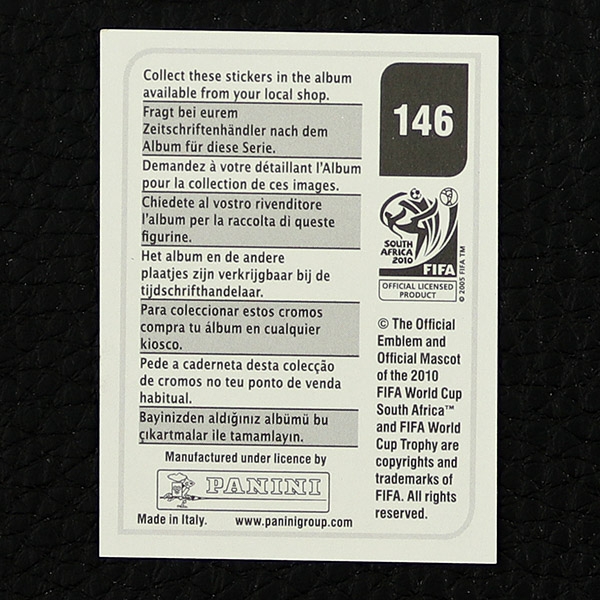 Collect these stickers in the album
available from your local shop.
Fragt bei eurem
Zeitschriftenhändler nach dem
Album für diese Serie.
Demandez à votre détaillant l'Album
pour la collection de ces images.
Chiedete al vostro rivenditore
l'album per la raccolta di queste
figurine.
Het album en de andere
plaatjes zijn verkrijgbaar bij de
tijdschrifthandelaar.
Para coleccionar estos cromos
compra tu álbum en cualquier
kiosco.
Pede a caderneta desta colecção
de cromos no teu ponto de venda
habitual.
Bayinizden aldığınız albümü bu
çıkartmalar ile tamamlayın.
Manufactured under licence by
PANINI
Made in Italy. www.paninigroup.com
146
SOUTH
AFRICA
2010
FIFA
© 2005 FIFA TM
OFFICIAL LICENSED
PRODUCT
© The Official
Emblem and
Official Mascot
of the 2010
FIFA World Cup
South Africa™
and FIFA World
Cup Trophy are
copyrights and
trademarks of
FIFA. All rights
reserved.